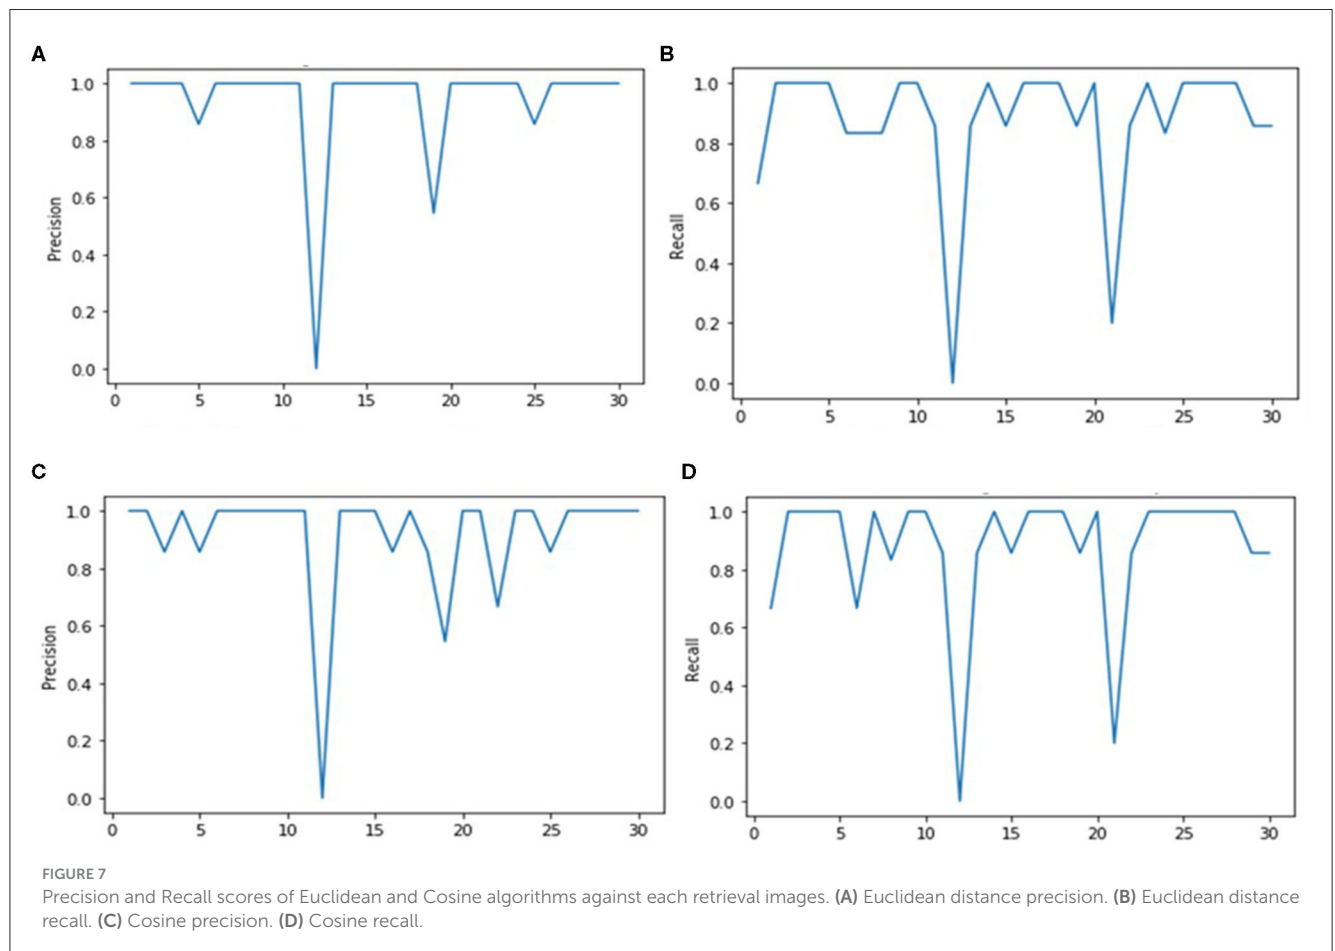 A
B
1.0
0.8
0.6
0.4
0.2
0.0
Precision
0 5 10 15 20 25 30
1.0
0.8
0.6
0.4
0.2
0.0
Recall
0 5 10 15 20 25 30
C
D
1.0
0.8
0.6
0.4
0.2
0.0
Precision
0 5 10 15 20 25 30
1.0
0.8
0.6
0.4
0.2
0.0
Recall
0 5 10 15 20 25 30
FIGURE 7
Precision and Recall scores of Euclidean and Cosine algorithms against each retrieval images. (A) Euclidean distance precision. (B) Euclidean distance
recall. (C) Cosine precision. (D) Cosine recall.